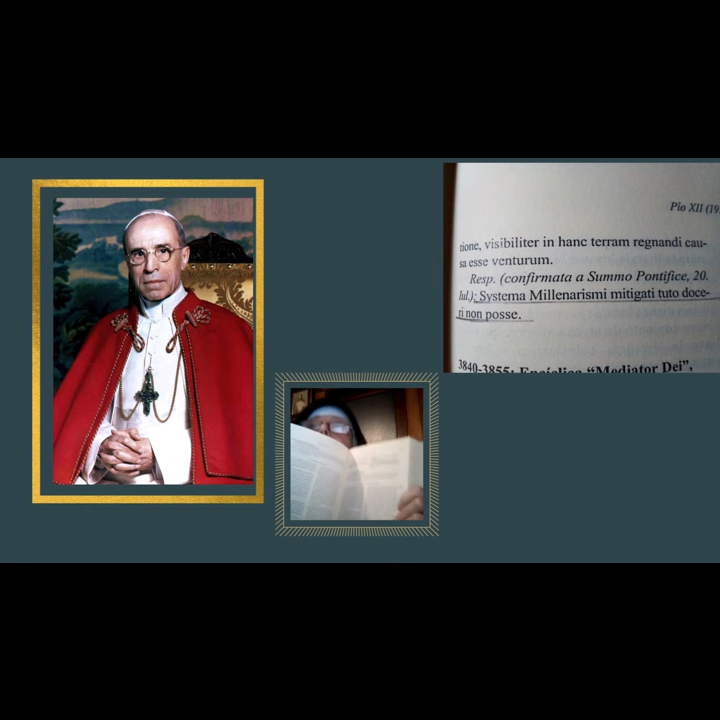 Pio XII (19
tione, visibiliter in hanc terram regnandi cau-
sa esse venturum.
Resp. (confirmata a Summo Pontifice, 20.
Iul.): Systema Millenarismi mitigati tuto doce-
ri non posse.
3840-3855: Enciclica “Mediator Dei”,